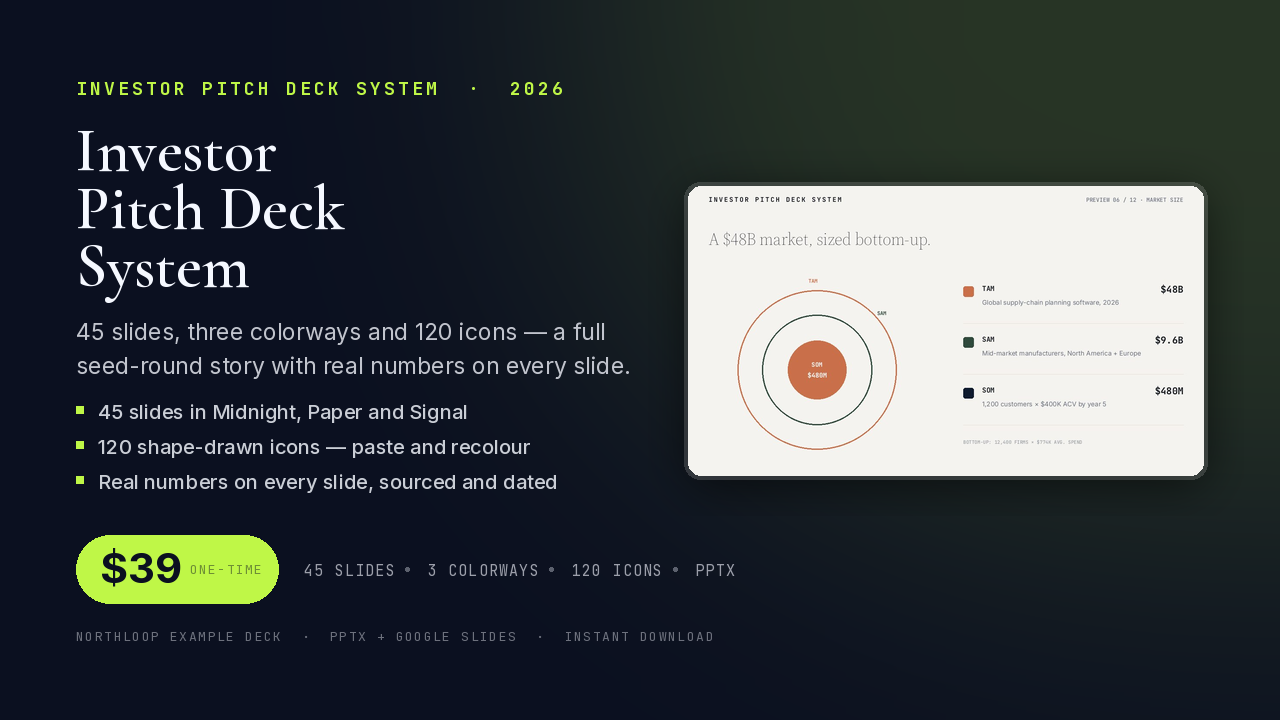 INVESTOR PITCH DECK SYSTEM · 2026
Investor
Pitch Deck
System
45 slides, three colorways and 120 icons — a full
seed-round story with real numbers on every slide.
45 slides in Midnight, Paper and Signal
120 shape-drawn icons — paste and recolour
Real numbers on every slide, sourced and dated
$39 ONE-TIME
45 SLIDES • 3 COLORWAYS • 120 ICONS • PPTX
NORTHLOOP EXAMPLE DECK · PPTX + GOOGLE SLIDES · INSTANT DOWNLOAD
INVESTOR PITCH DECK SYSTEM
PREVIEW 06 / 12 · MARKET SIZE
A $48B market, sized bottom-up.
TAM
SAM
SOM
$480M
TAM $48B
Global supply-chain planning software, 2026
SAM $9.6B
Mid-market manufacturers, North America + Europe
SOM $480M
1,200 customers × $400K ACV by year 5
BOTTOM-UP: FIRMS × AVG. SPEND